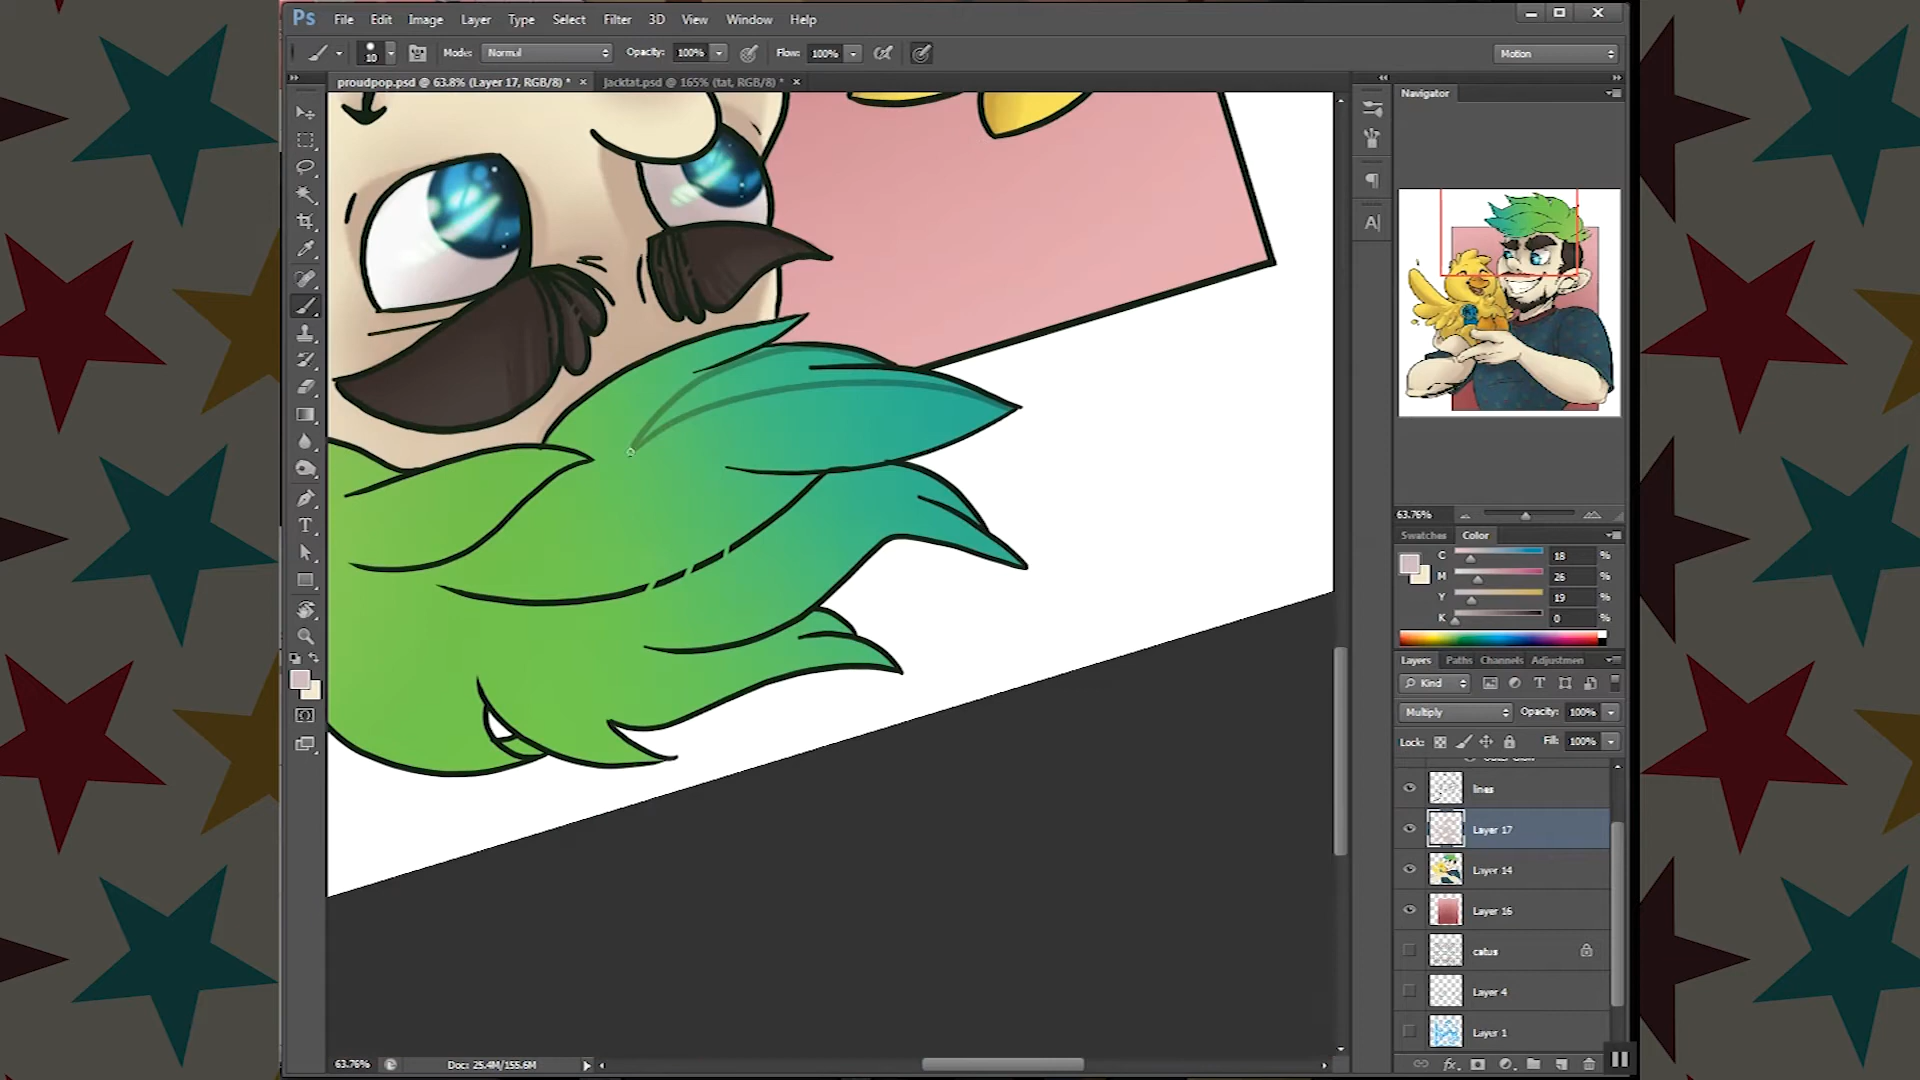 Ps File Edit Image Layer Type Select Filter 3D View Window Help
10 Mode: Normal Opacity: 100% Flow: 100% Motion
proudpop.psd @ 63.8% (Layer 17, RGB/8) * × jacktat.psd @ 165% (tat, RGB/8) * ×
Navigator
63.76%
Swatches Color
C 18 %
M 26 %
Y 19 %
K 0 %
Layers Paths Channels Adjustmen
Kind
Multiply Opacity: 100%
Lock: Fill: 100%
lines
Layer 17
Layer 14
Layer 16
Layer 4
Layer 1
63.76% Doc: 25.4M/155.6M